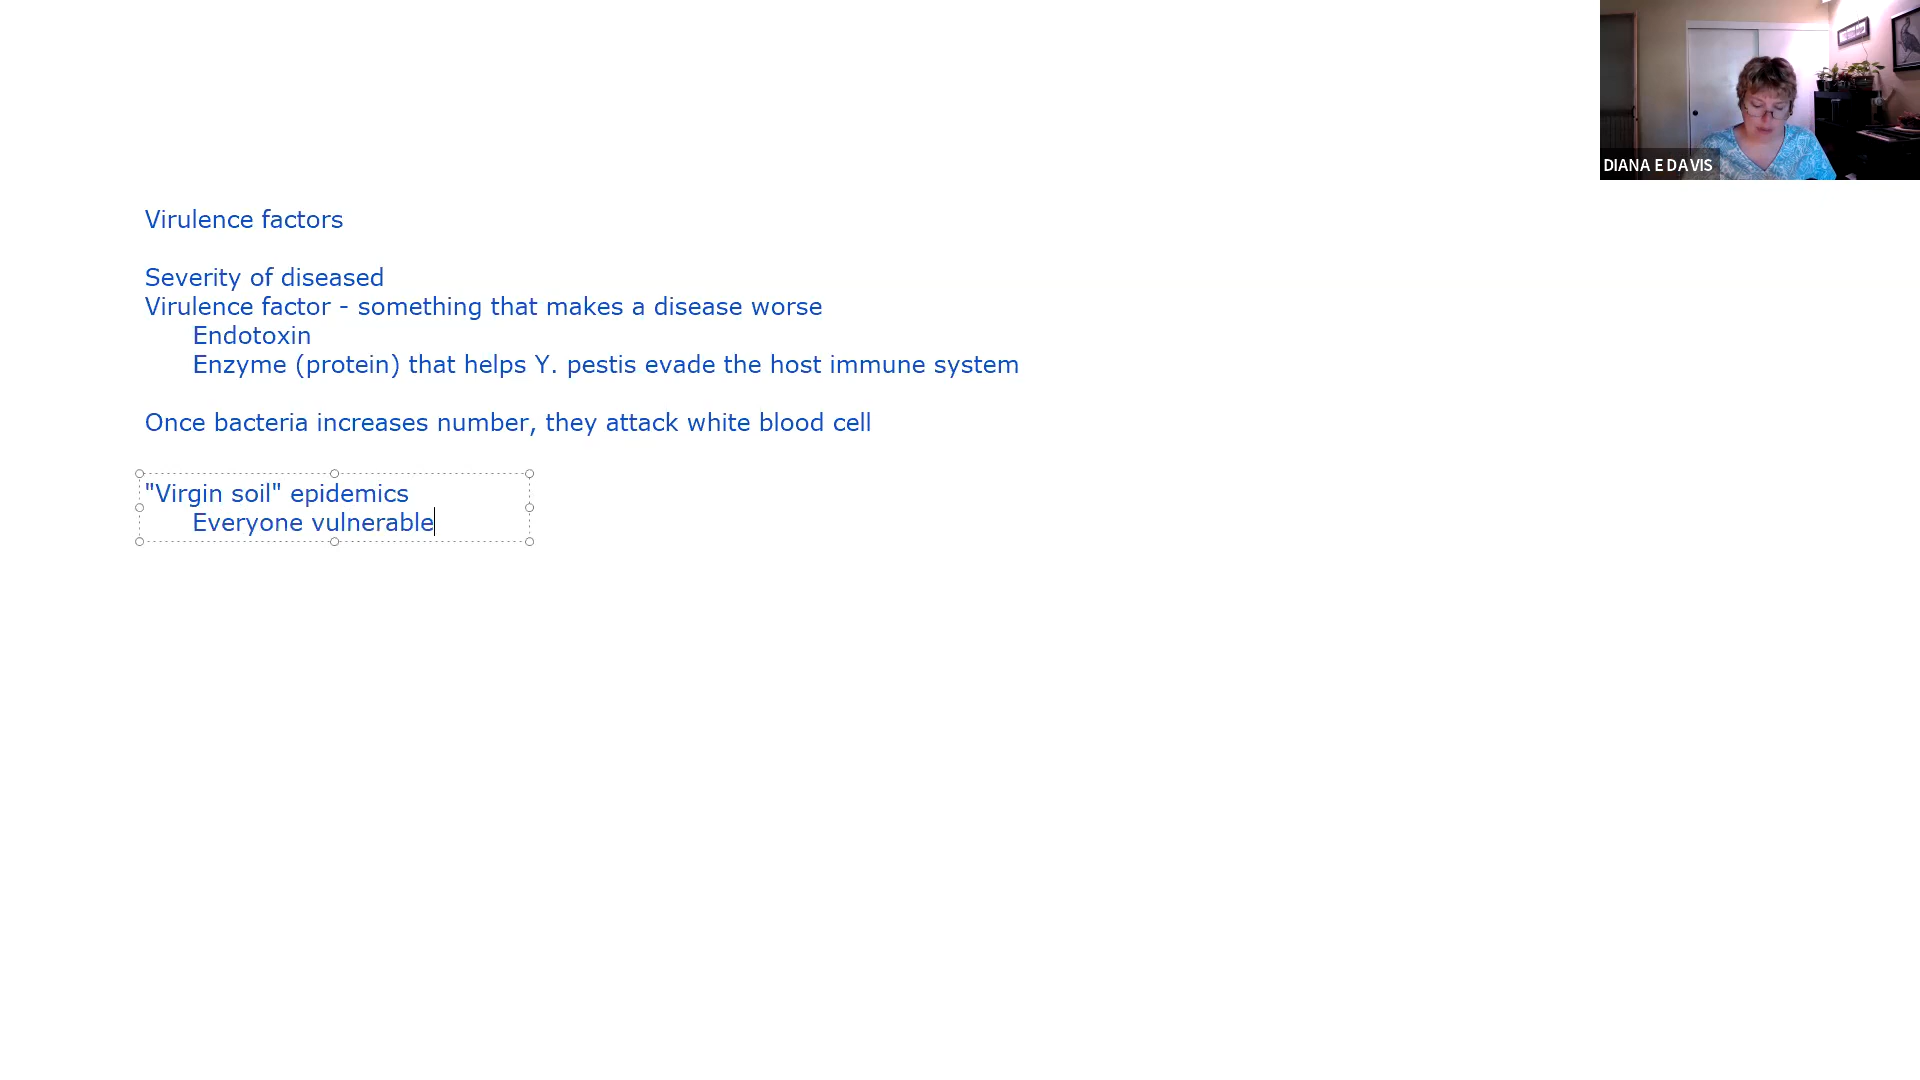 DIANA E DAVIS
Virulence factors
Severity of diseased
Virulence factor - something that makes a disease worse
Endotoxin
Enzyme (protein) that helps Y. pestis evade the host immune system
Once bacteria increases number, they attack white blood cell
"Virgin soil" epidemics
Everyone vulnerable